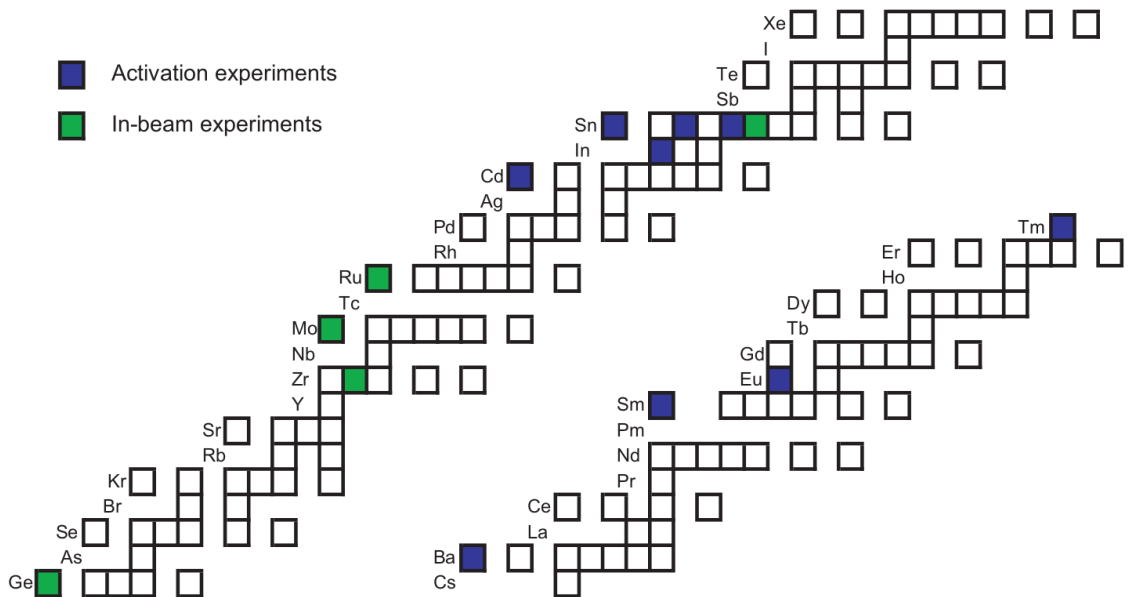 Activation experiments
In-beam experiments
Xe
I
Te
Sb
Sn
In
Cd
Ag
Pd
Rh
Ru
Tc
Mo
Nb
Zr
Y
Sr
Rb
Kr
Br
Se
As
Ge
Tm
Er
Ho
Dy
Tb
Gd
Eu
Sm
Pm
Nd
Pr
Ce
La
Ba
Cs